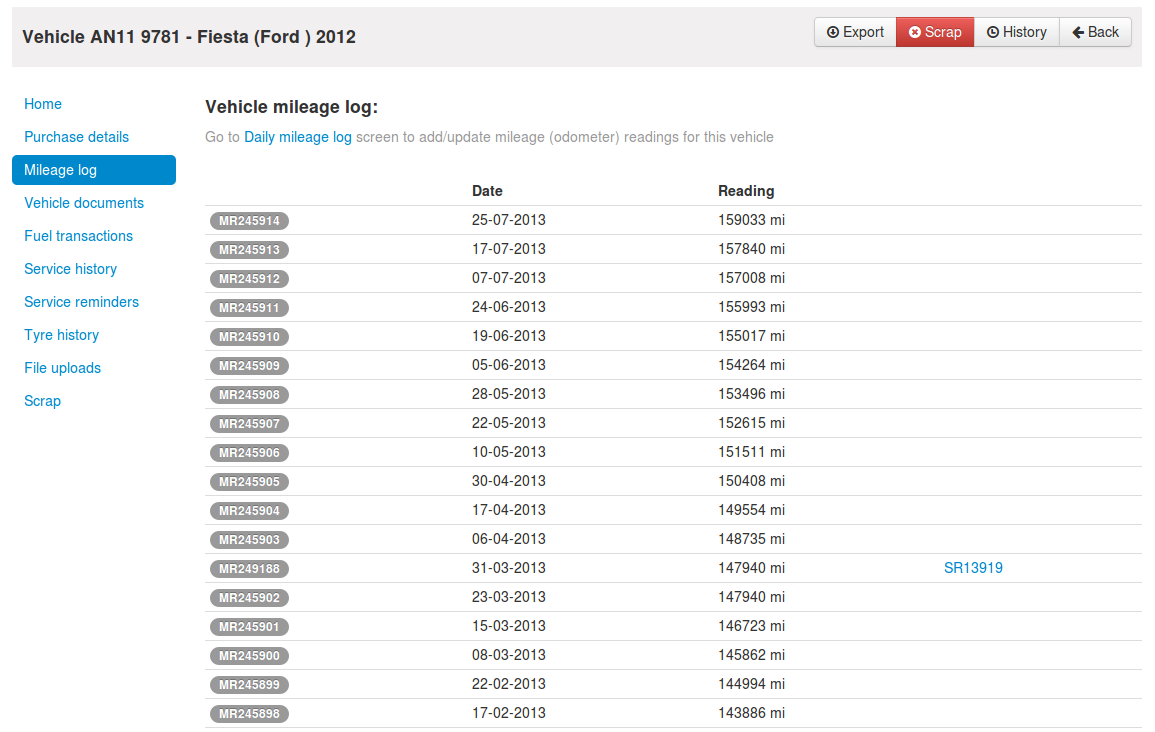 Vehicle AN11 9781 - Fiesta (Ford ) 2012
Export Scrap History Back
Home
Purchase details
Mileage log
Vehicle documents
Fuel transactions
Service history
Service reminders
Tyre history
File uploads
Scrap
Vehicle mileage log:
Go to Daily mileage log screen to add/update mileage (odometer) readings for this vehicle
Date Reading
MR245914 25-07-2013 159033 mi
MR245913 17-07-2013 157840 mi
MR245912 07-07-2013 157008 mi
MR245911 24-06-2013 155993 mi
MR245910 19-06-2013 155017 mi
MR245909 05-06-2013 154264 mi
MR245908 28-05-2013 153496 mi
MR245907 22-05-2013 152615 mi
MR245906 10-05-2013 151511 mi
MR245905 30-04-2013 150408 mi
MR245904 17-04-2013 149554 mi
MR245903 06-04-2013 148735 mi
MR249188 31-03-2013 147940 mi SR13919
MR245902 23-03-2013 147940 mi
MR245901 15-03-2013 146723 mi
MR245900 08-03-2013 145862 mi
MR245899 22-02-2013 144994 mi
MR245898 17-02-2013 143886 mi